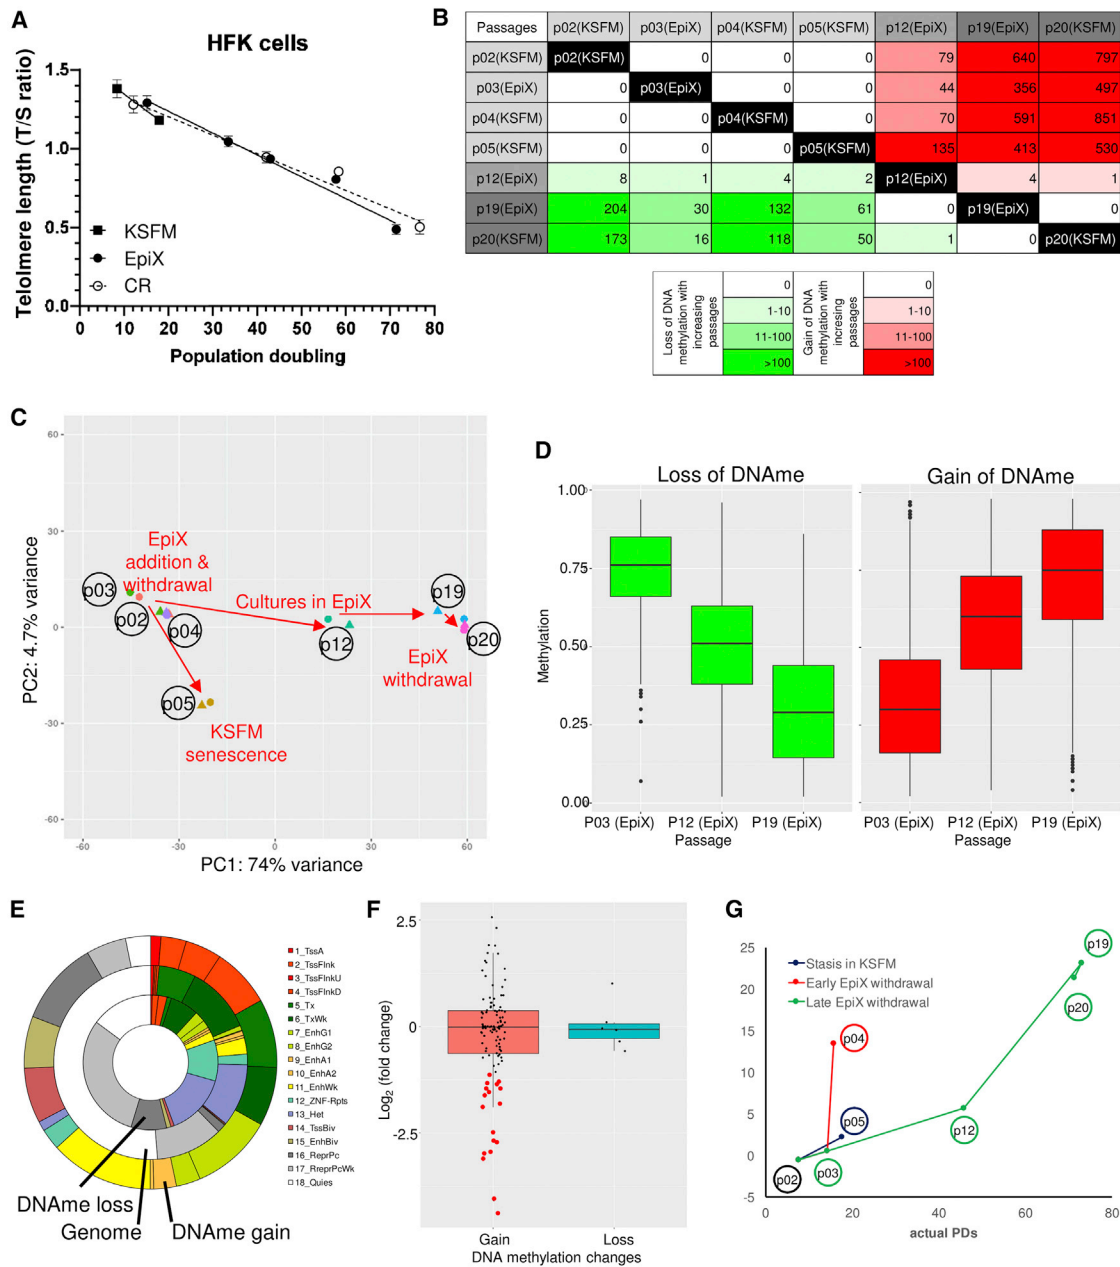 A
HFK cells
Telolmere length (T/S ratio)
1.5
1.0
0.5
0.0
KSFM
EpiX
CR
0 10 20 30 40 50 60 70 80
Population doubling
B
Passages p02(KSFM) p03(EpiX) p04(KSFM) p05(KSFM) p12(EpiX) p19(EpiX) p20(KSFM)
p02(KSFM) p02(KSFM) 0 0 0 79 640 797
p03(EpiX) 0 p03(EpiX) 0 0 44 356 497
p04(KSFM) 0 0 p04(KSFM) 0 70 591 851
p05(KSFM) 0 0 0 p05(KSFM) 135 413 530
p12(EpiX) 8 1 4 2 p12(EpiX) 4 1
p19(EpiX) 204 30 132 61 0 p19(EpiX) 0
p20(KSFM) 173 16 118 50 1 0 p20(KSFM)
Loss of DNA
methylation with
increasing
passages
0
1-10
11-100
>100
Gain of DNA
methylation with
incresing
passages
0
1-10
11-100
>100
C
PC2: 4.7% variance
60
30
0
-30
-60
EpiX
addition &
withdrawal
p03
p02
p04
Cultures in EpiX
p12
p19
p20
EpiX
withdrawal
p05
KSFM
senescence
-60 -30 0 30 60
PC1: 74% variance
D
Loss of DNAme
Gain of DNAme
Methylation
1.00
0.75
0.50
0.25
0.00
P03 (EpiX) P12 (EpiX) P19 (EpiX)
Passage
P03 (EpiX) P12 (EpiX) P19 (EpiX)
Passage
E
1_TssA
2_TssFlnk
3_TssFlnkU
4_TssFlnkD
5_Tx
6_TxWk
7_EnhG1
8_EnhG2
9_EnhA1
10_EnhA2
11_EnhWk
12_ZNF-Rpts
13_Het
14_TssBiv
15_EnhBiv
16_ReprPc
17_RreprPcWk
18_Quies
DNAme loss
Genome
DNAme gain
F
Log2 (fold change)
2.5
0
-2.5
Gain Loss
DNA methylation changes
G
25
20
15
10
5
0
-5
Stasis in KSFM
Early EpiX withdrawal
Late EpiX withdrawal
p19
p20
p04
p05
p12
p02
p03
0 20 40 60 80
actual PDs